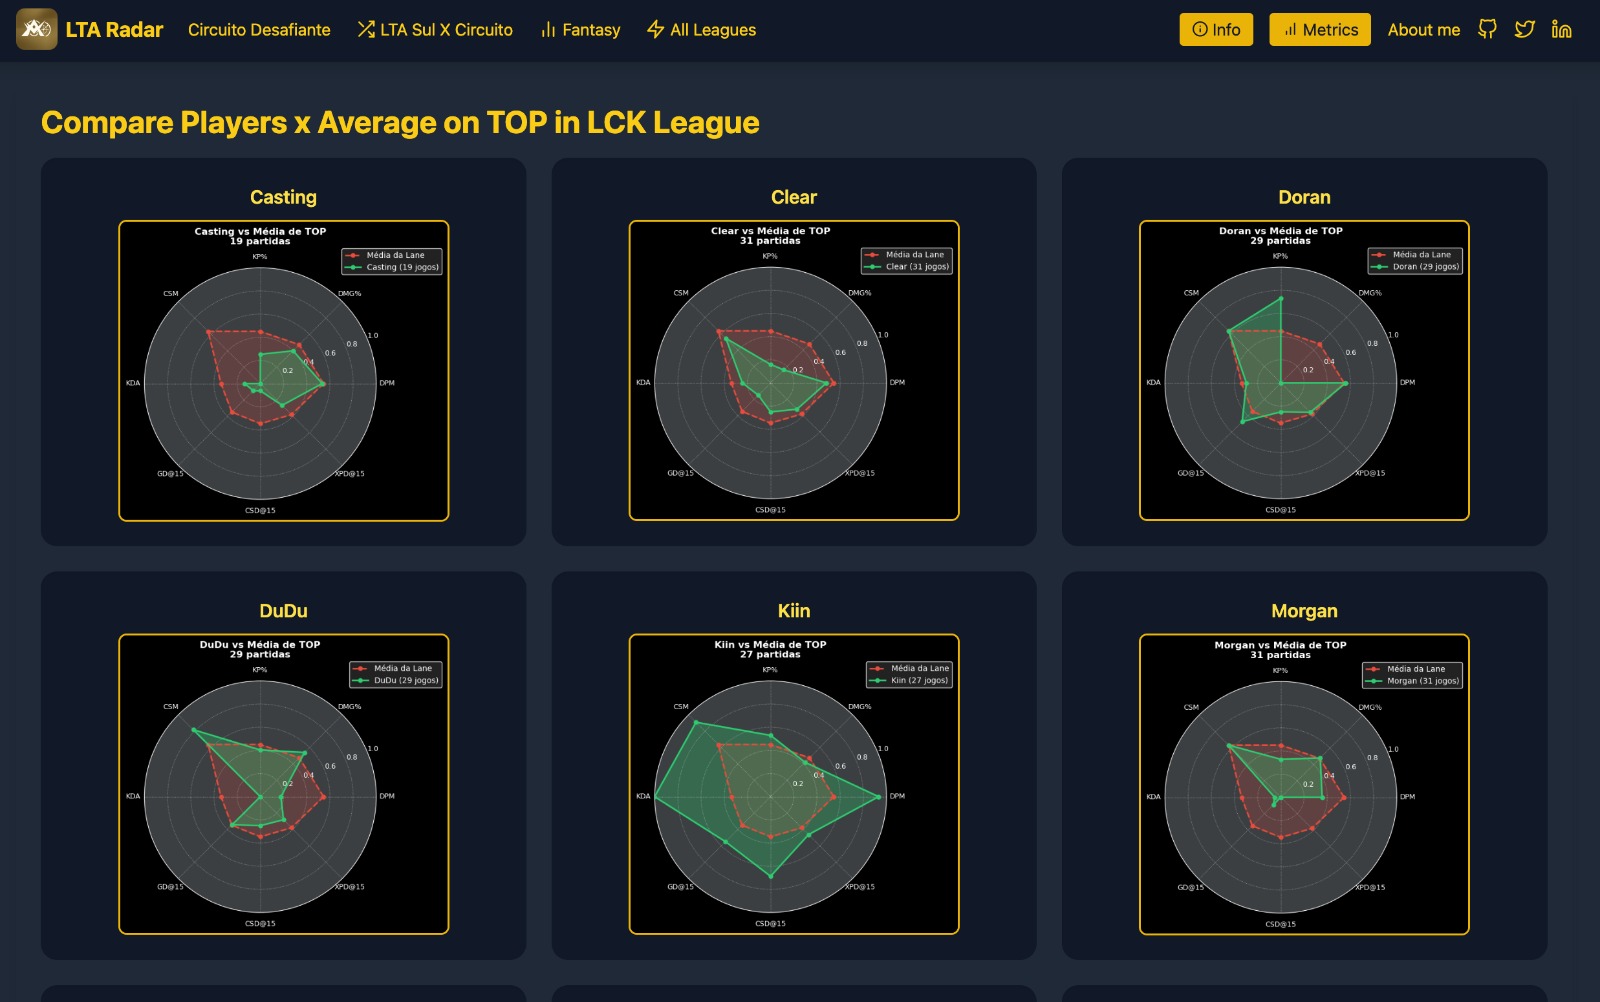 LTA Radar
Circuito Desafiante
LTA Sul X Circuito
Fantasy
All Leagues
Info
Metrics
About me
Compare Players x Average on TOP in LCK League
Casting
Casting vs Média de TOP
19 partidas
Média da Lane
Casting (19 jogos)
KP%
CSM
DMG%
1.0
0.8
0.6
0.4
0.2
KDA
DPM
GD@15
XPD@15
CSD@15
Clear
Clear vs Média de TOP
31 partidas
Média da Lane
Clear (31 jogos)
KP%
CSM
DMG%
1.0
0.8
0.6
0.4
0.2
KDA
DPM
GD@15
XPD@15
CSD@15
Doran
Doran vs Média de TOP
29 partidas
Média da Lane
Doran (29 jogos)
KP%
CSM
DMG%
1.0
0.8
0.6
0.4
0.2
KDA
DPM
GD@15
XPD@15
CSD@15
DuDu
DuDu vs Média de TOP
29 partidas
Média da Lane
DuDu (29 jogos)
KP%
CSM
DMG%
1.0
0.8
0.6
0.4
0.2
KDA
DPM
GD@15
XPD@15
CSD@15
Kiin
Kiin vs Média de TOP
27 partidas
Média da Lane
Kiin (27 jogos)
KP%
CSM
DMG%
1.0
0.8
0.6
0.4
0.2
KDA
DPM
GD@15
XPD@15
CSD@15
Morgan
Morgan vs Média de TOP
31 partidas
Média da Lane
Morgan (31 jogos)
KP%
CSM
DMG%
1.0
0.8
0.6
0.4
0.2
KDA
DPM
GD@15
XPD@15
CSD@15